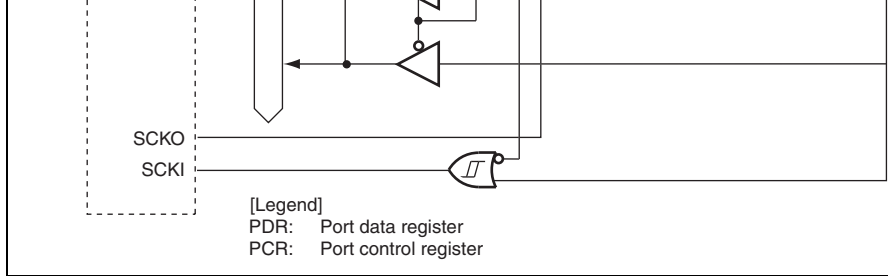 SCKO
SCKI
[Legend]
PDR: Port data register
PCR: Port control register